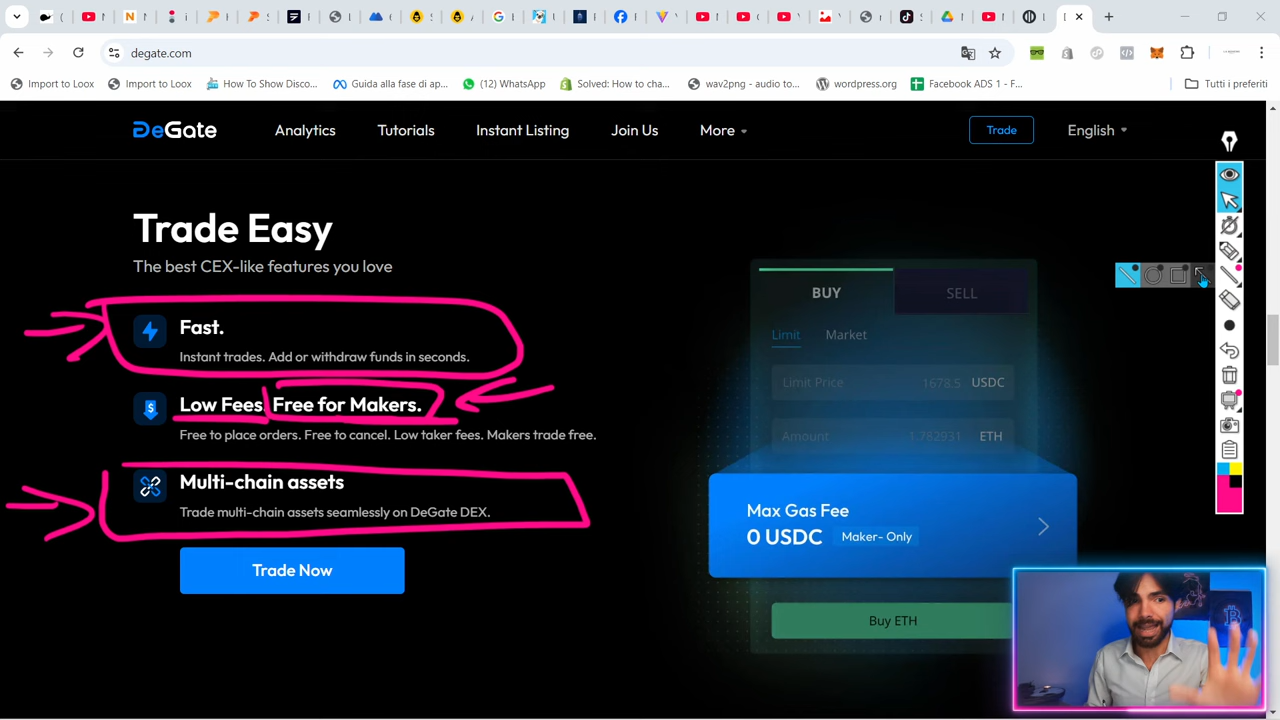 degate.com
Import to Loox
Import to Loox
How To Show Disco...
Guida alla fase di ap...
(12) WhatsApp
Solved: How to cha...
wav2png - audio to...
wordpress.org
Facebook ADS 1 - F...
Tutti i preferiti
DeGate
Analytics
Tutorials
Instant Listing
Join Us
More
Trade
English
Trade Easy
The best CEX-like features you love
Fast.
Instant trades. Add or withdraw funds in seconds.
Low Fees
Free for Makers.
Free to place orders. Free to cancel. Low taker fees. Makers trade free.
Multi-chain assets
Trade multi-chain assets seamlessly on DeGate DEX.
Trade Now
BUY
SELL
Limit
Market
Limit Price
1678.5
USDC
Amount
1.782931
ETH
Max Gas Fee
0 USDC
Maker- Only
Buy ETH